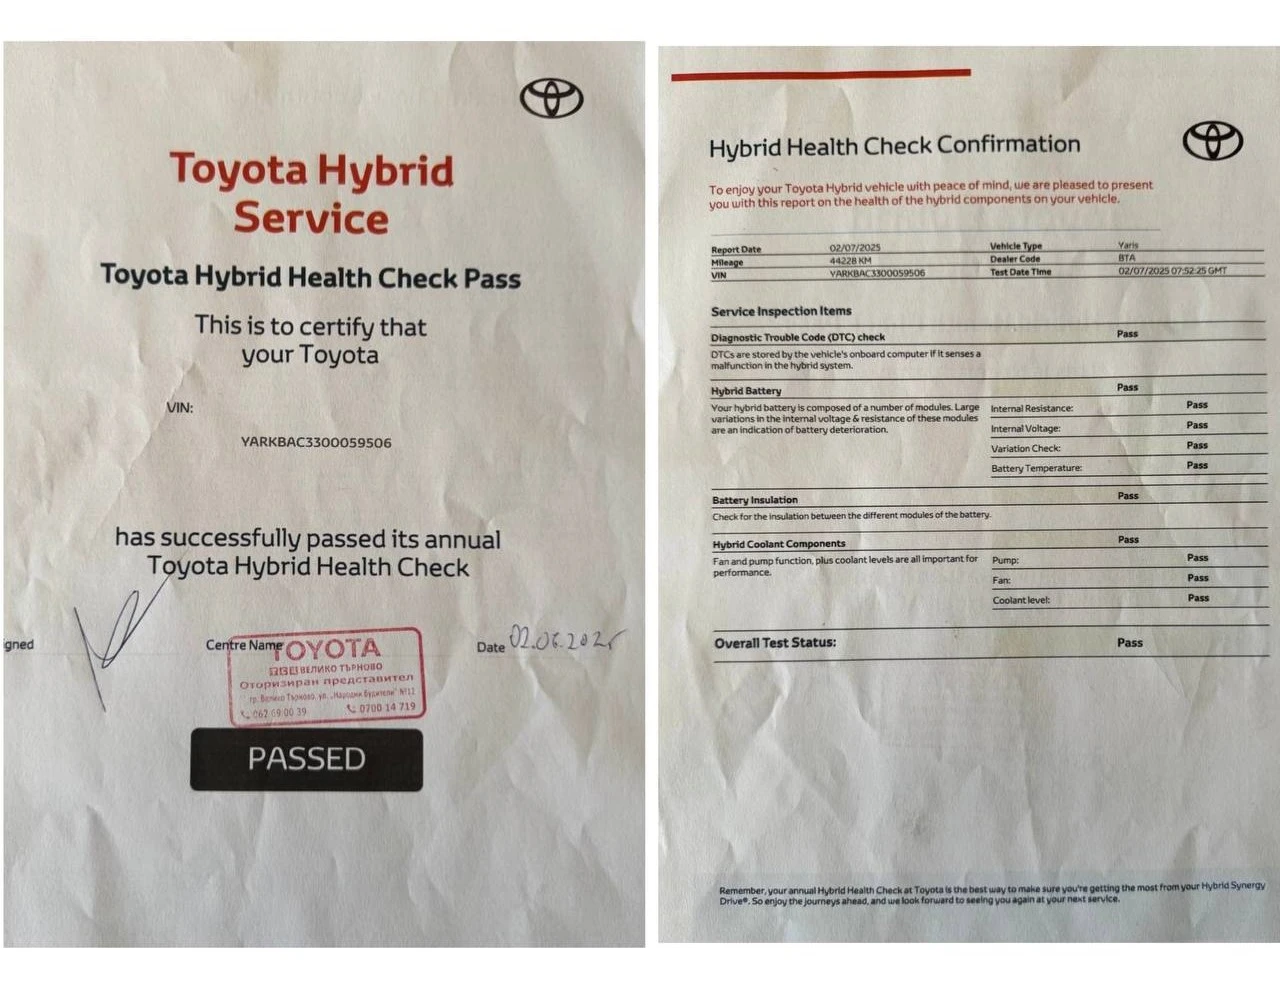 Toyota Hybrid
Service
Toyota Hybrid Health Check Pass
This is to certify that
your Toyota
VIN:
YARKBAC3300059506
has successfully passed its annual
Toyota Hybrid Health Check
igned
Centre Name
TOYOTA
ВЕЛИКО ТЪРНОВО
Оторизиран представител
гр. Велико Търново, ул. „Народни будители" №12
062 69 00 39 0700 14 719
Date 02.06.2025
PASSED
Hybrid Health Check Confirmation
To enjoy your Toyota Hybrid vehicle with peace of mind, we are pleased to present
you with this report on the health of the hybrid components on your vehicle.
Report Date 02/07/2025 Vehicle Type Yaris
Mileage 44228 KM Dealer Code BTA
VIN YARKBAC3300059506 Test Date Time 02/07/2025 07:52:25 GMT
Service Inspection Items
Diagnostic Trouble Code (DTC) check Pass
DTCs are stored by the vehicle's onboard computer if it senses a
malfunction in the hybrid system.
Hybrid Battery Pass
Your hybrid battery is composed of a number of modules. Large
variations in the internal voltage & resistance of these modules
are an indication of battery deterioration.
Internal Resistance: Pass
Internal Voltage: Pass
Variation Check: Pass
Battery Temperature: Pass
Battery Insulation Pass
Check for the insulation between the different modules of the battery.
Hybrid Coolant Components Pass
Fan and pump function, plus coolant levels are all important for
performance.
Pump: Pass
Fan: Pass
Coolant level: Pass
Overall Test Status: Pass
Remember, your annual Hybrid Health Check at Toyota is the best way to make sure you're getting the most from your Hybrid Synergy
Drive®. So enjoy the journeys ahead, and we look forward to seeing you again at your next service.